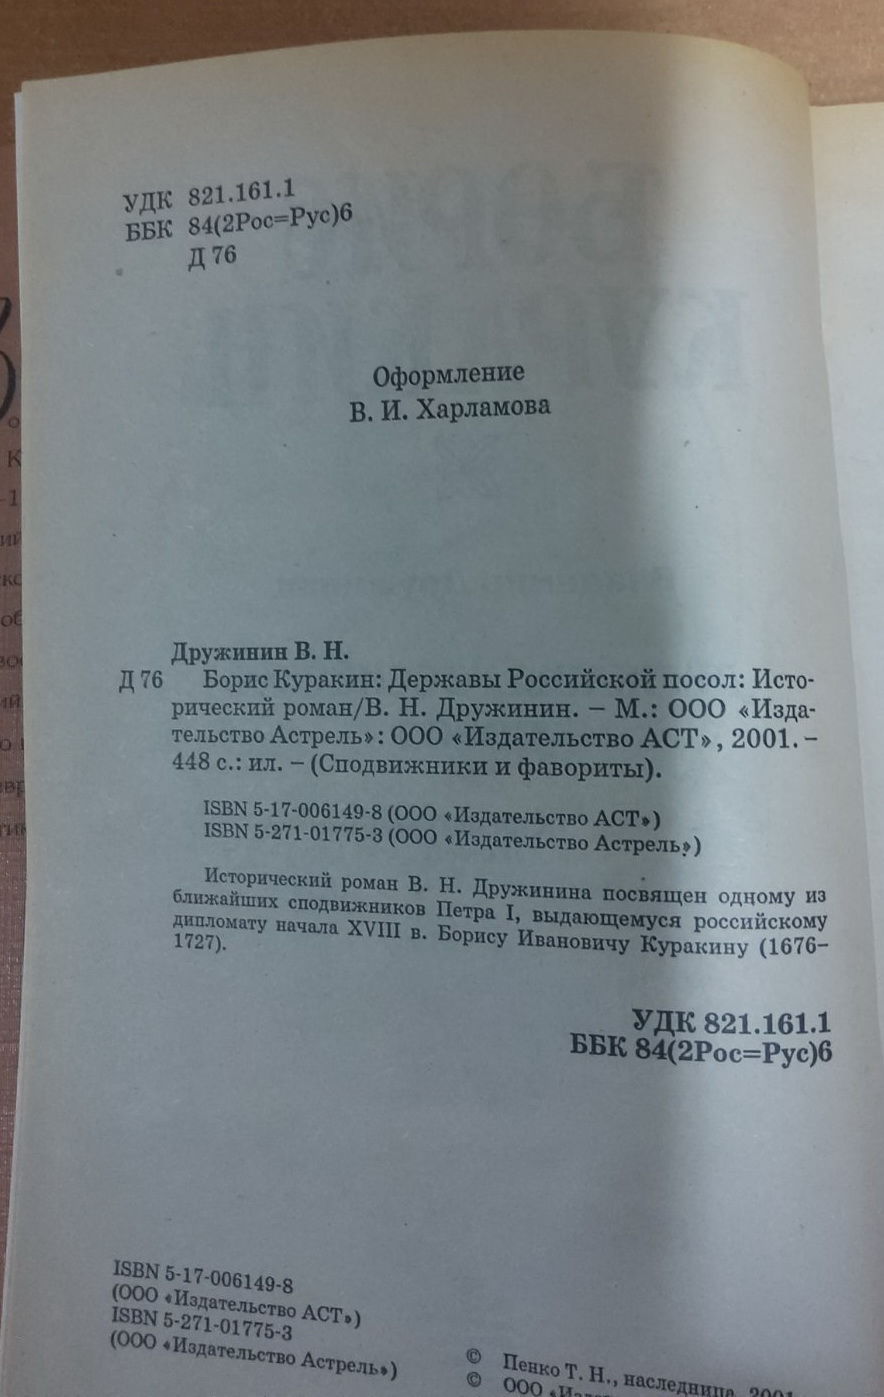 УДК 821.161.1
ББК 84(2Рос=Рус)6
Д 76
Оформление
В. И. Харламова
Дружинин В. Н.
Д 76 Борис Куракин: Державы Российской посол: Исто-
рический роман/В. Н. Дружинин. – М.: ООО «Изда-
тельство Астрель»: ООО «Издательство АСТ», 2001. –
448 с.: ил. – (Сподвижники и фавориты).
ISBN 5-17-006149-8 (ООО «Издательство АСТ»)
ISBN 5-271-01775-3 (ООО «Издательство Астрель»)
Исторический роман В. Н. Дружинина посвящен одному из
ближайших сподвижников Петра I, выдающемуся российскому
дипломату начала XVIII в. Борису Ивановичу Куракину (1676–
1727).
УДК 821.161.1
ББК 84(2Рос=Рус)6
ISBN 5-17-006149-8
(ООО «Издательство АСТ»)
ISBN 5-271-01775-3
(ООО «Издательство Астрель»)
© Пенко Т. Н., наследница, 2001
© ООО